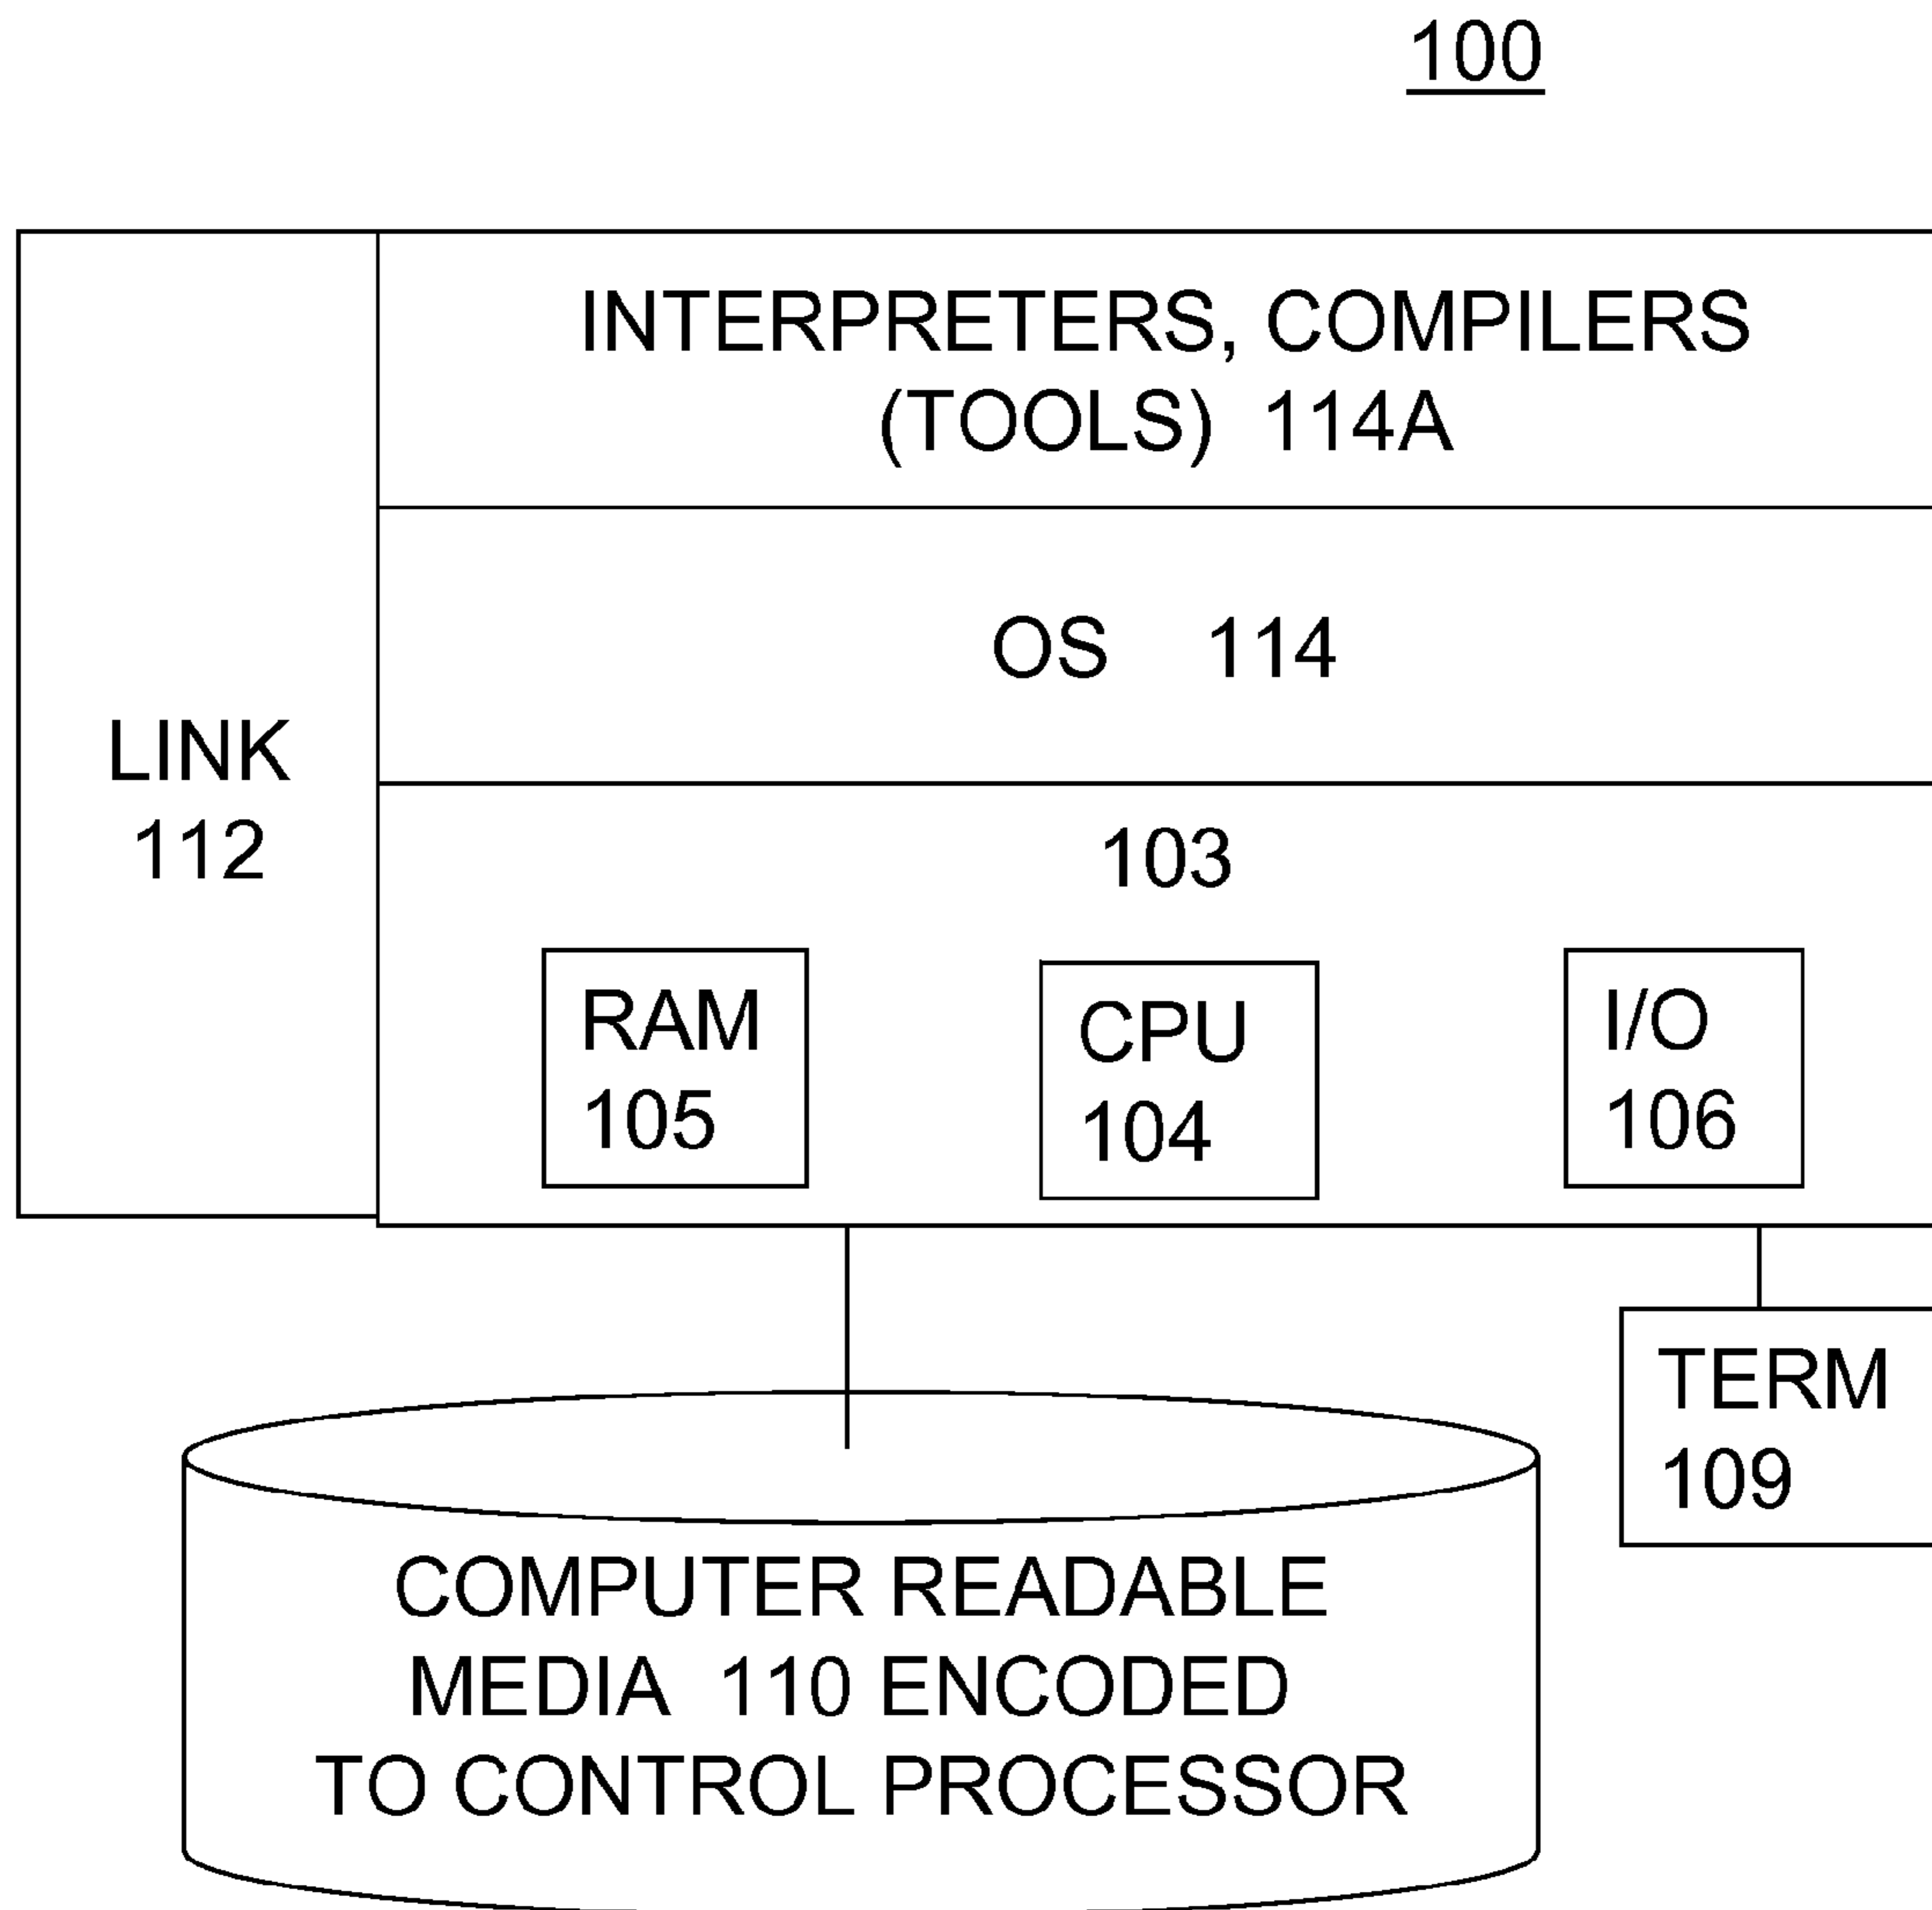 100
INTERPRETERS, COMPILERS
(TOOLS) 114A
OS 114
LINK
112
103
RAM
105
CPU
104
I/O
106
TERM
109
COMPUTER READABLE
MEDIA 110 ENCODED
TO CONTROL PROCESSOR